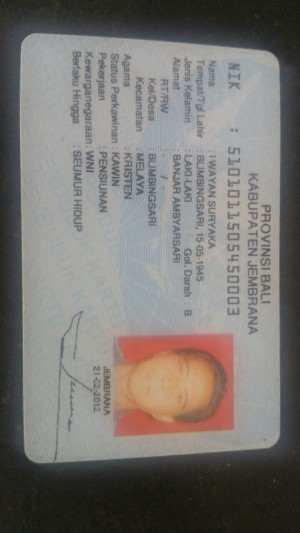 PROVINSI BALI
KABUPATEN JEMBRANA
NIK : 5101011505450003
Nama : I WAYAN SURYAKA
Tempat/Tgl Lahir : BLIMBINGSARI, 15-05-1945
Jenis Kelamin : LAKI-LAKI Gol. Darah : B
Alamat : BANJAR AMBYARSARI
RT/RW : / -
Kel/Desa : BLIMBINGSARI
Kecamatan : MELAYA
Agama : KRISTEN
Status Perkawinan : KAWIN
Pekerjaan : PENSIUNAN
Kewarganegaraan : WNI
Berlaku Hingga : SEUMUR HIDUP
JEMBRANA
21-02-2012